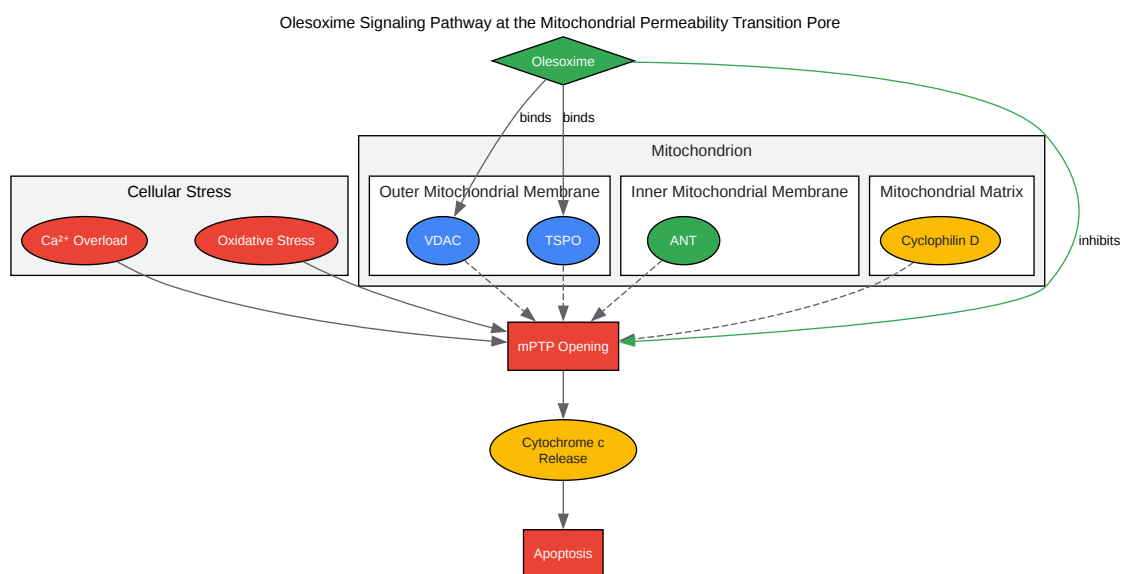 Olesoxime Signaling Pathway at the Mitochondrial Permeability Transition Pore
Olesoxime
binds
binds
Mitochondrion
Cellular Stress
Outer Mitochondrial Membrane
Inner Mitochondrial Membrane
Mitochondrial Matrix
Ca²⁺ Overload
Oxidative Stress
VDAC
TSPO
ANT
Cyclophilin D
inhibits
mPTP Opening
Cytochrome c
Release
Apoptosis